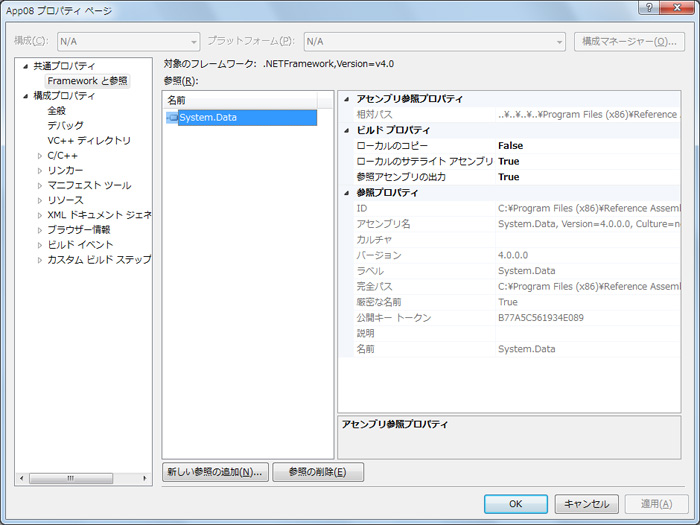 App08 プロパティ ページ
構成(C): N/A プラットフォーム(P): N/A 構成マネージャー(O)...
共通プロパティ
Framework と参照
構成プロパティ
全般
デバッグ
VC++ ディレクトリ
C/C++
リンカー
マニフェスト ツール
リソース
XML ドキュメント ジェネ
ブラウザー情報
ビルド イベント
カスタム ビルド ステップ
対象のフレームワーク: .NETFramework,Version=v4.0
参照(R):
名前
System.Data
アセンブリ参照プロパティ
相対パス ..¥..¥..¥..¥Program Files (x86)¥Reference A
ビルド プロパティ
ローカルのコピー False
ローカルのサテライト アセンブリ True
参照アセンブリの出力 True
参照プロパティ
ID C:¥Program Files (x86)¥Reference Assem
アセンブリ名 System.Data, Version=4.0.0.0, Culture=n
カルチャ
バージョン 4.0.0.0
ラベル System.Data
完全パス C:¥Program Files (x86)¥Reference Assem
厳密な名前 True
公開キー トークン B77A5C561934E089
説明
名前 System.Data
アセンブリ参照プロパティ
新しい参照の追加(N)... 参照の削除(E)
OK キャンセル 適用(A)